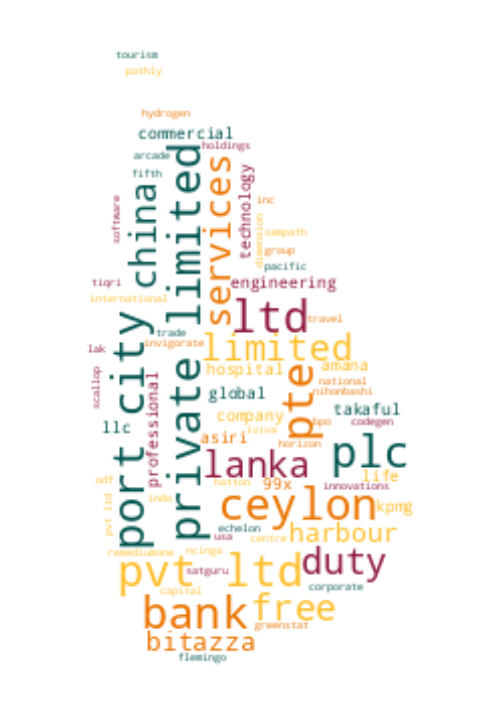 tourism
pathly
hydrogen
commercial
holdings
arcade
fifth
private limited
services
technology
china
software
inc
dimension
sampath
group
pacific
tiqri
engineering
international
ltd
travel
port city
trade
invigorate
limited
lak
hospital
amana
scallop
professional
pte
national
nihonbashi
global
takaful
company
bpo
codegen
llc
asiri
iviva
horizon
plc
lanka
life
odf
hatton
99x
innovations
pvt ltd
indo
ceylon
kpmg
echelon
usa
centre
harbour
remediumone
ncinga
duty
pvt ltd
satguru
capital
corporate
bank
free
greenstat
bitazza
flemingo